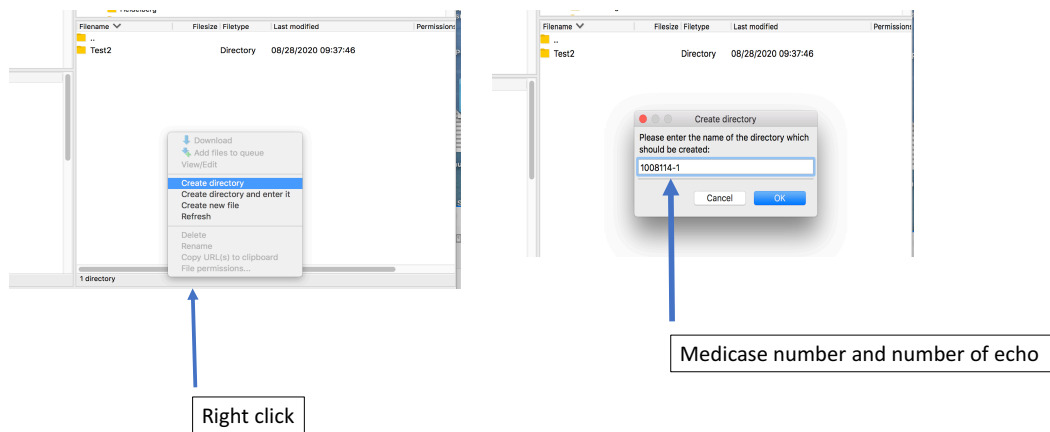 Filename Filesize Filetype Last modified Permissions
..
Test2 Directory 08/28/2020 09:37:46
Download
Add files to queue
View/Edit
Create directory
Create directory and enter it
Create new file
Refresh
Delete
Rename
Copy URL(s) to clipboard
File permissions...
1 directory
Right click
Filename Filesize Filetype Last modified Permissions
..
Test2 Directory 08/28/2020 09:37:46
Create directory
Please enter the name of the directory which
should be created:
1008114-1
Cancel OK
Medicase number and number of echo